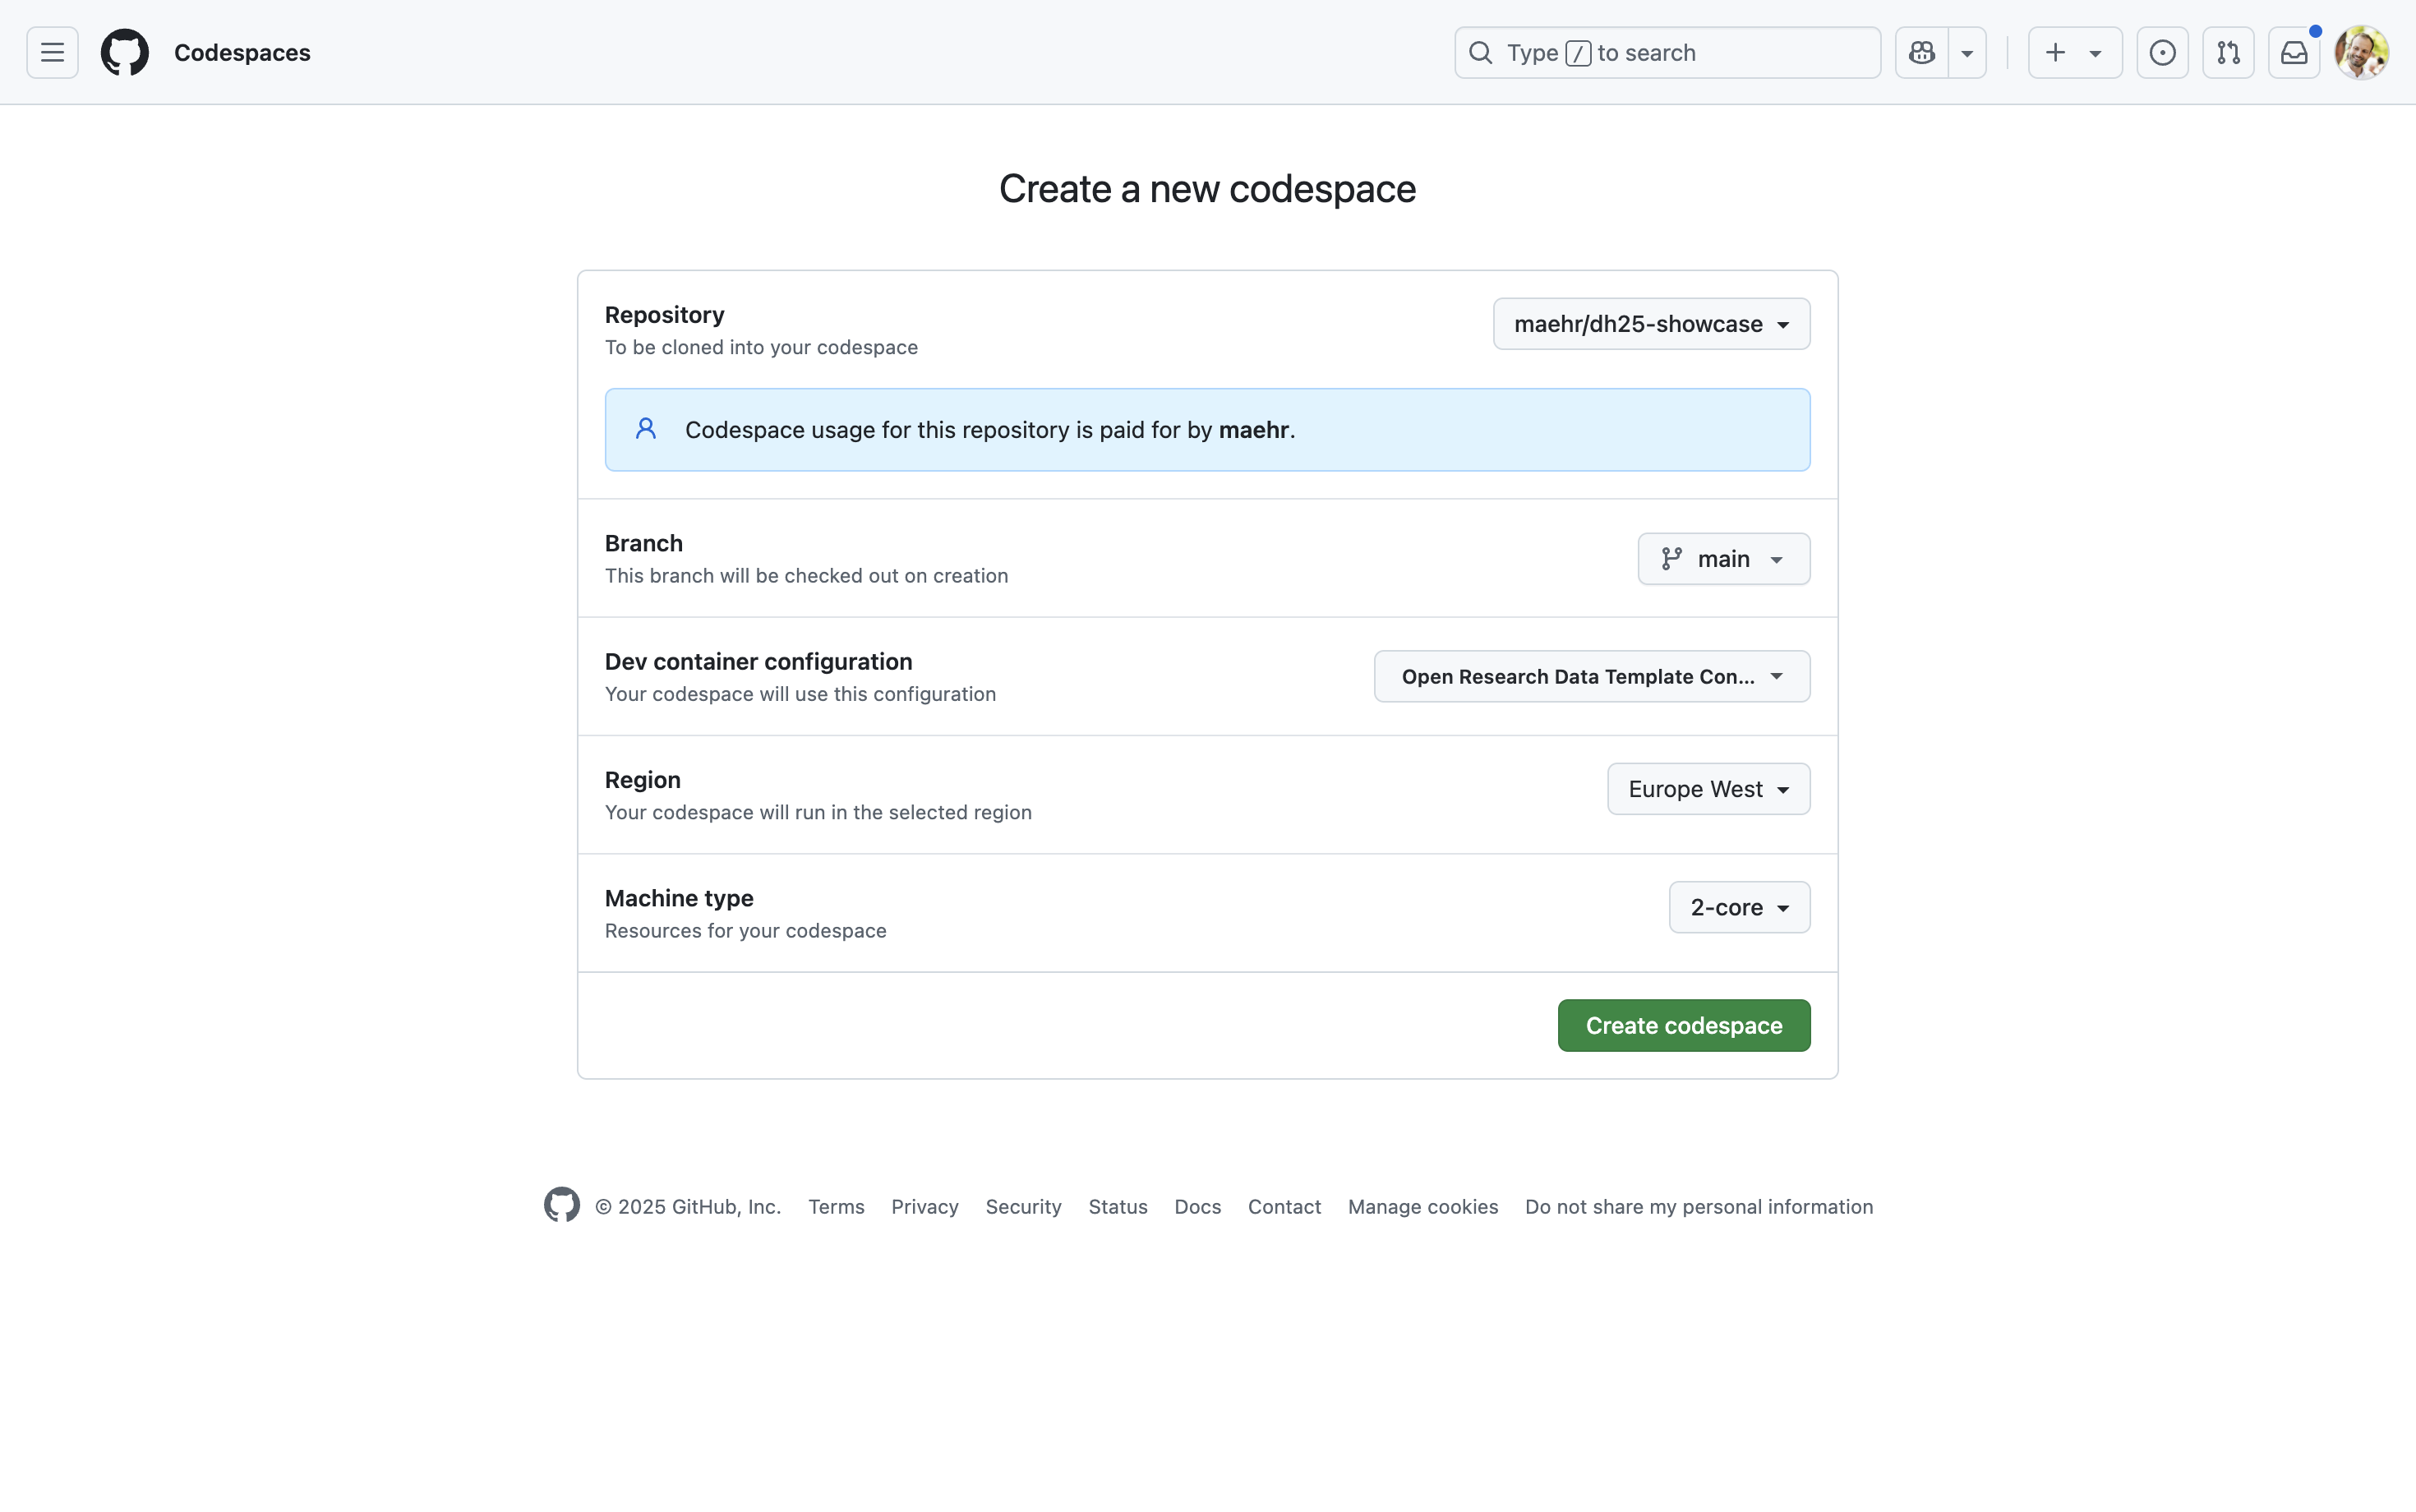 Codespaces
Type / to search
Create a new codespace
Repository
To be cloned into your codespace
maehr/dh25-showcase
Codespace usage for this repository is paid for by maehr.
Branch
This branch will be checked out on creation
main
Dev container configuration
Your codespace will use this configuration
Open Research Data Template Con...
Region
Your codespace will run in the selected region
Europe West
Machine type
Resources for your codespace
2-core
Create codespace
© 2025 GitHub, Inc. Terms Privacy Security Status Docs Contact Manage cookies Do not share my personal information